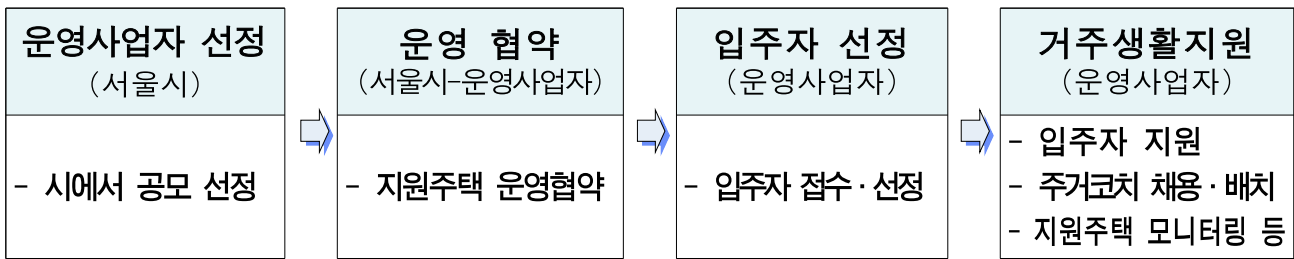 운영사업자 선정
(서울시)
- 시에서 공모 선정
운영 협약
(서울시-운영사업자)
- 지원주택 운영협약
입주자 선정
(운영사업자)
- 입주자 접수·선정
거주생활지원
(운영사업자)
- 입주자 지원
- 주거코치 채용·배치
- 지원주택 모니터링 등